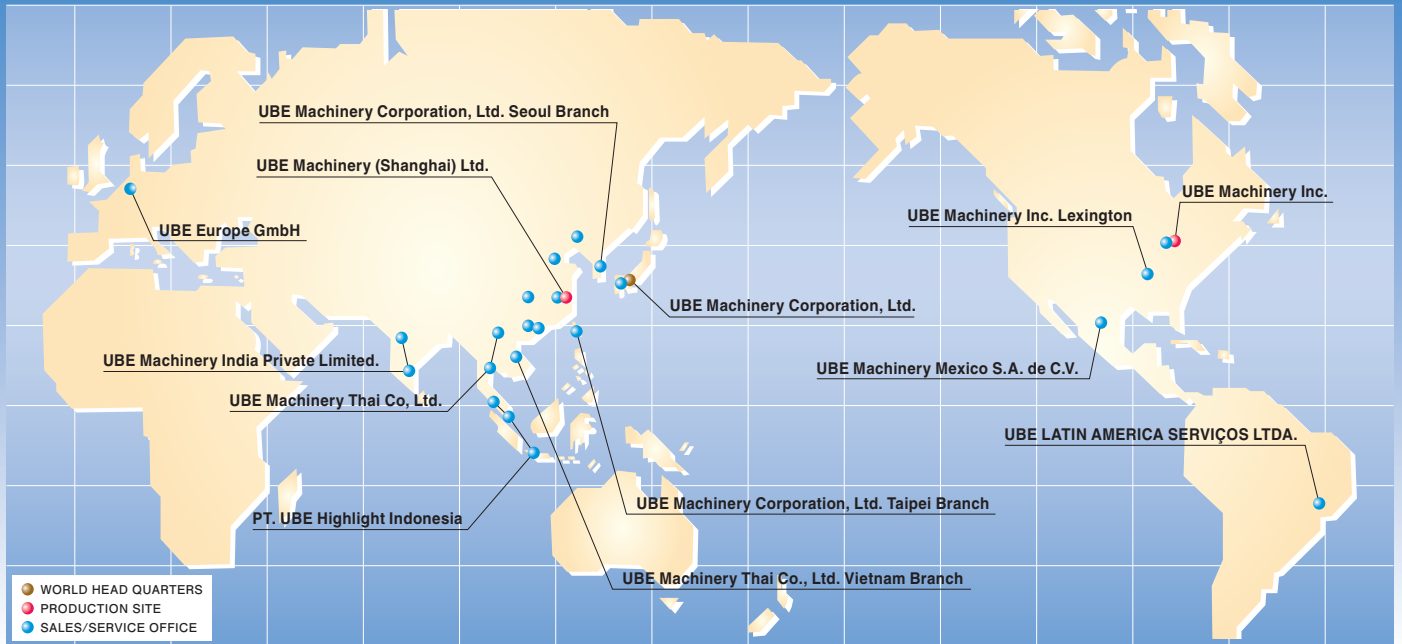 UBE Machinery Corporation, Ltd. Seoul Branch
UBE Machinery (Shanghai) Ltd.
UBE Machinery Inc.
UBE Machinery Inc. Lexington
UBE Europe GmbH
UBE Machinery Corporation, Ltd.
UBE Machinery India Private Limited.
UBE Machinery Mexico S.A. de C.V.
UBE Machinery Thai Co, Ltd.
UBE LATIN AMERICA SERVIÇOS LTDA.
UBE Machinery Corporation, Ltd. Taipei Branch
PT. UBE Highlight Indonesia
UBE Machinery Thai Co., Ltd. Vietnam Branch
WORLD HEAD QUARTERS
PRODUCTION SITE
SALES/SERVICE OFFICE